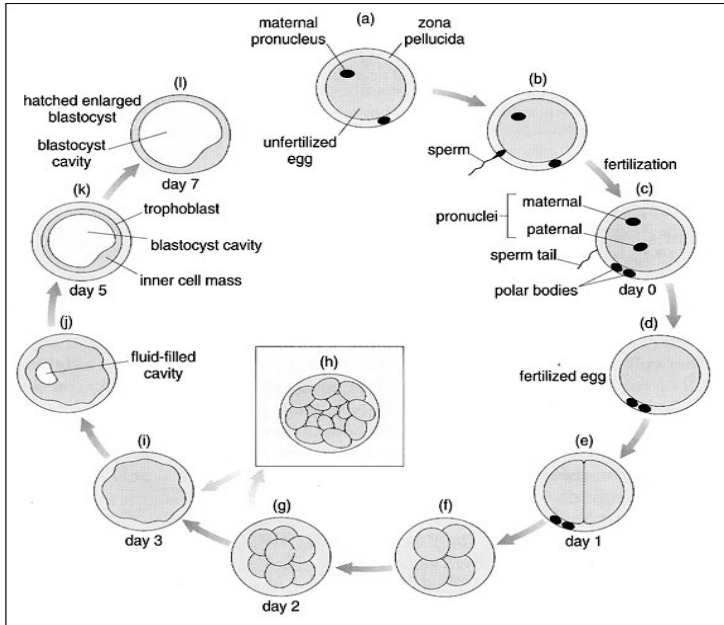 (a)
maternal
pronucleus
zona
pellucida
unfertilized
egg
(b)
sperm
fertilization
(c)
pronuclei
maternal
paternal
sperm tail
polar bodies
day 0
(d)
fertilized egg
(e)
day 1
(f)
(g)
day 2
(h)
(i)
day 3
(j)
fluid-filled
cavity
(k)
trophoblast
blastocyst cavity
inner cell mass
day 5
(l)
hatched enlarged
blastocyst
blastocyst
cavity
day 7